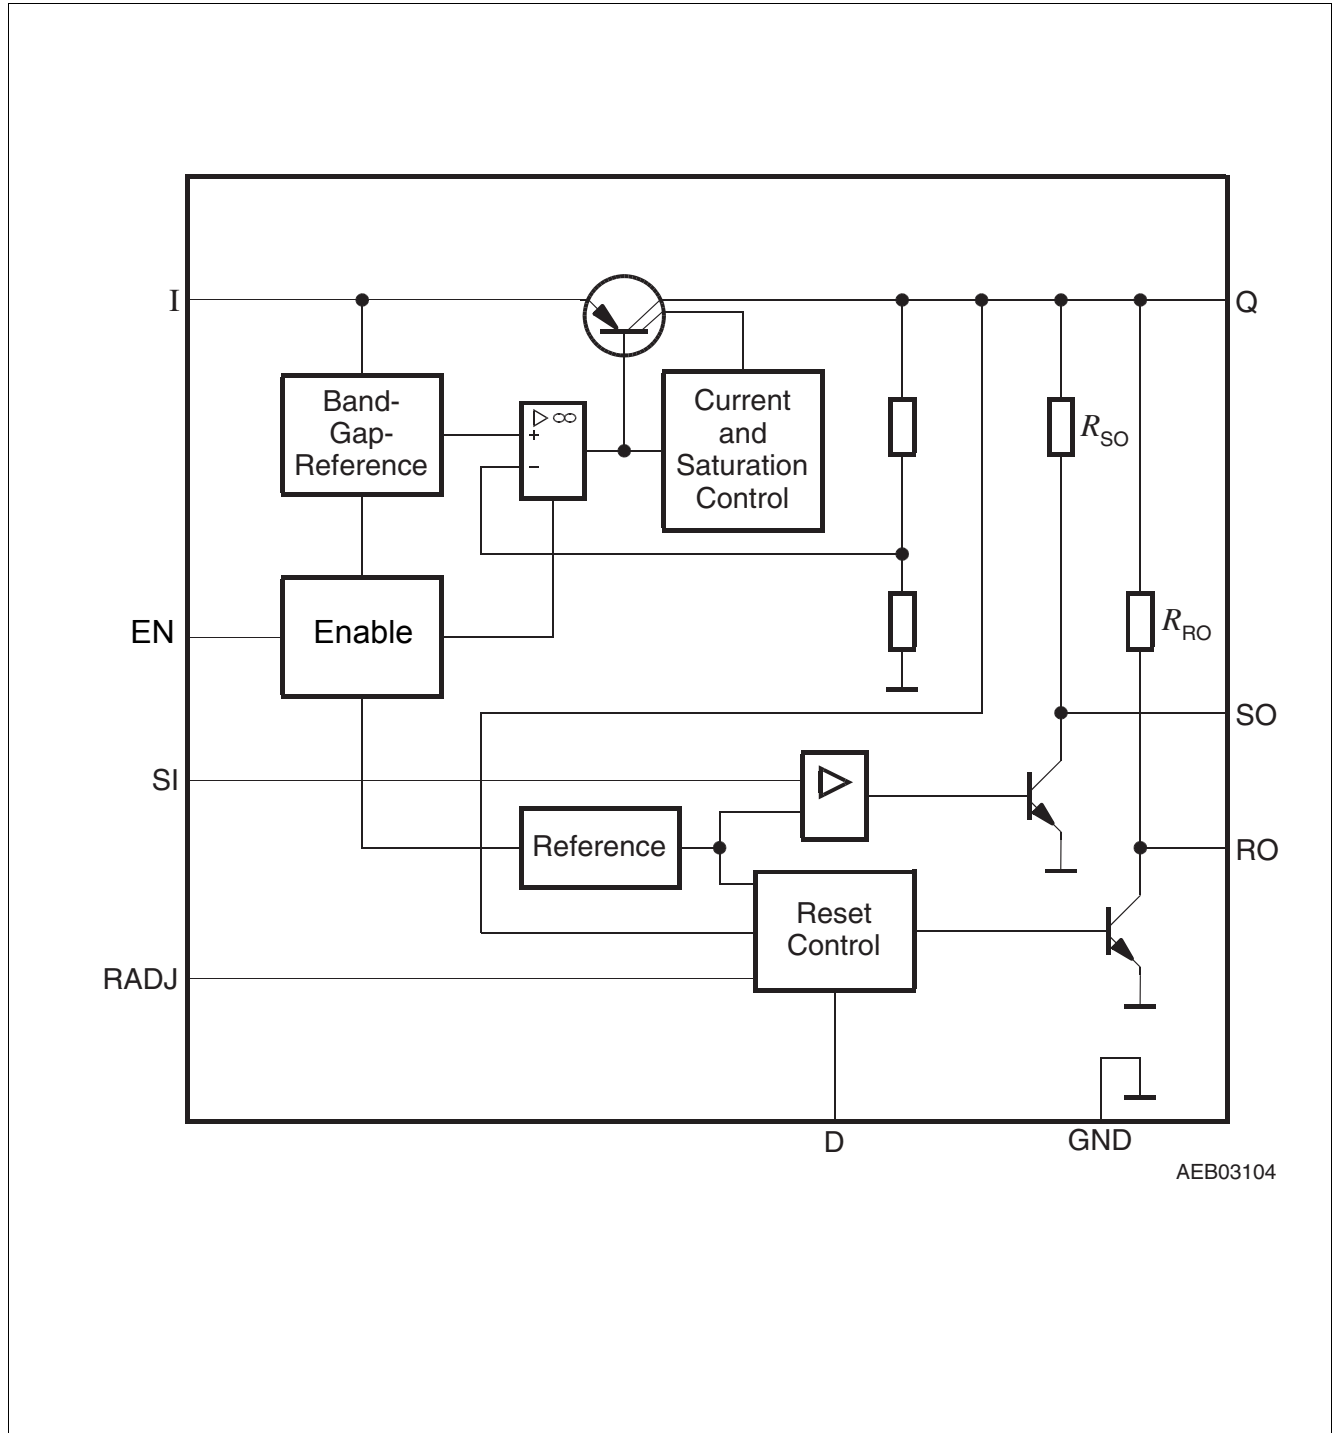 I
Q
Band-
Gap-
Reference
▷ ∞
+
−
Current
and
Saturation
Control
R_SO
EN
Enable
R_RO
SO
SI
Reference
RO
Reset
Control
RADJ
D
GND
AEB03104